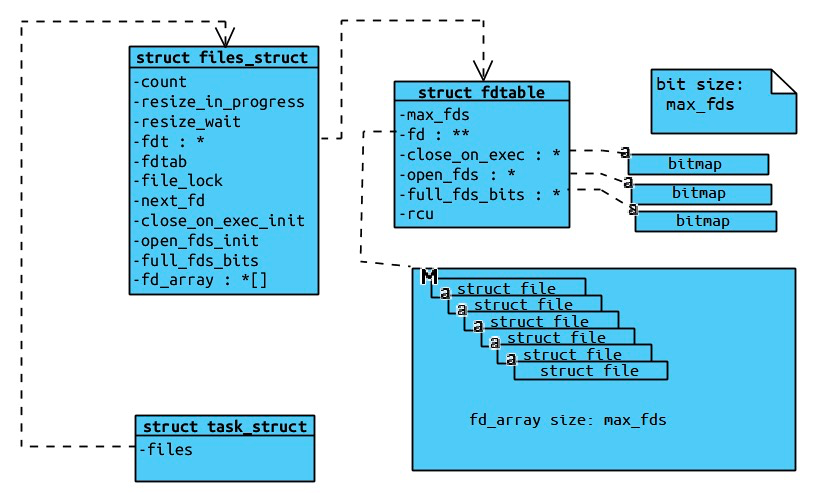 struct files_struct
-count
-resize_in_progress
-resize_wait
-fdt : *
-fdtab
-file_lock
-next_fd
-close_on_exec_init
-open_fds_init
-full_fds_bits
-fd_array : *[]
struct fdtable
-max_fds
-fd : **
-close_on_exec : *
-open_fds : *
-full_fds_bits : *
-rcu
bit size:
max_fds
a
bitmap
a
bitmap
a
bitmap
M
struct file
a
struct file
a
struct file
a
struct file
a
struct file
a
struct file
fd_array size: max_fds
struct task_struct
-files